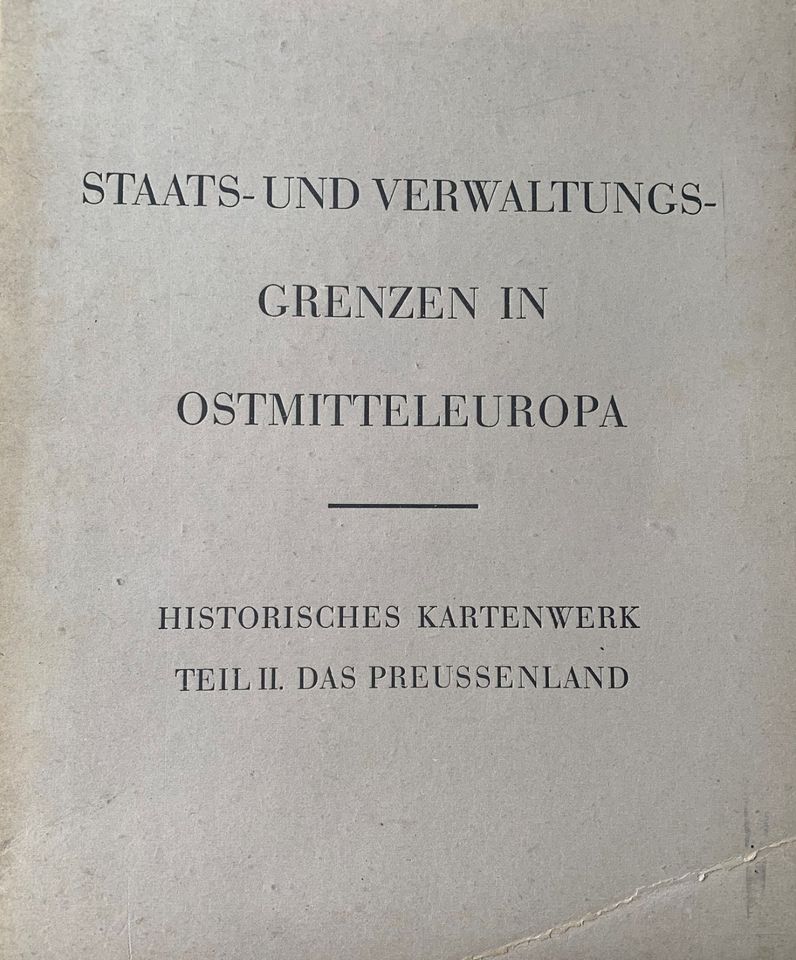 STAATS- UND VERWALTUNGS-
GRENZEN IN
OSTMITTELEUROPA
HISTORISCHES KARTENWERK
TEIL II. DAS PREUSSENLAND